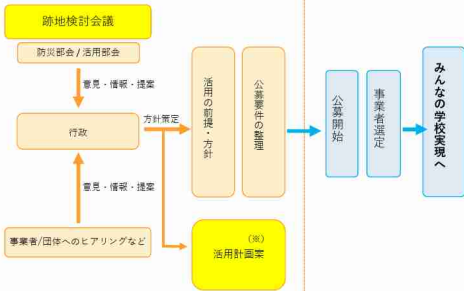 跡地検討会議
防災部会/活用部会
意見・情報・提案
行政
方針策定
意見・情報・提案
事業者/団体へのヒアリングなど
活用の前提・方針
公募要件の整理
(※)
活用計画案
公募開始
事業者選定
みんなの学校実現へ